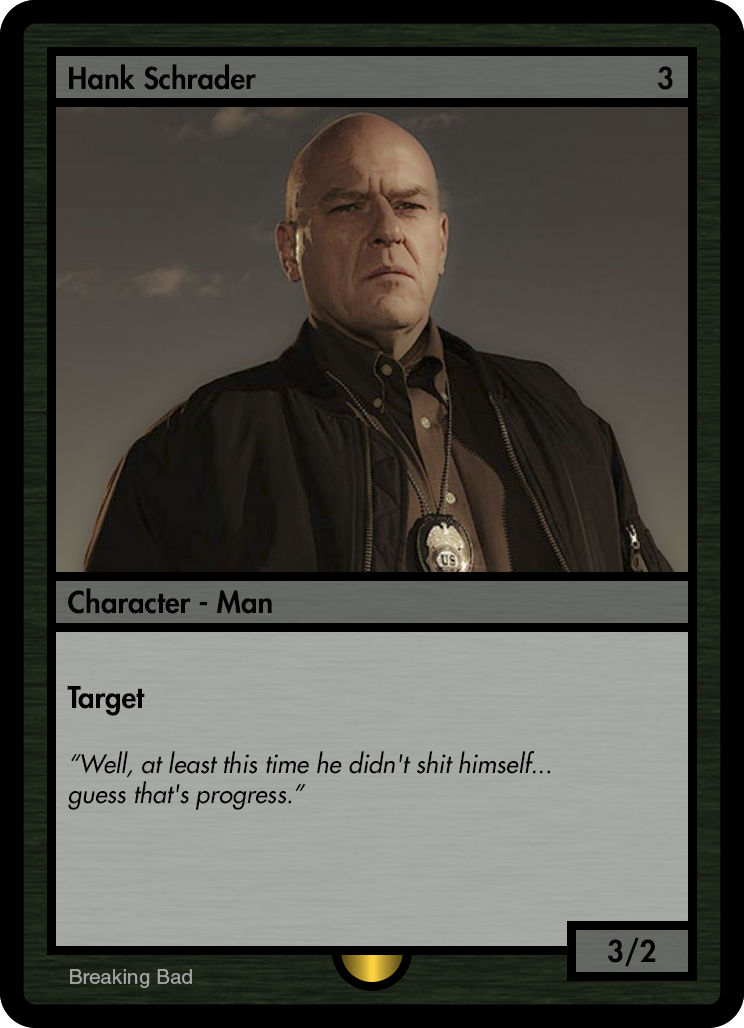 Hank Schrader 3
US
Character - Man
Target
“Well, at least this time he didn't shit himself...
guess that's progress.”
3/2
Breaking Bad